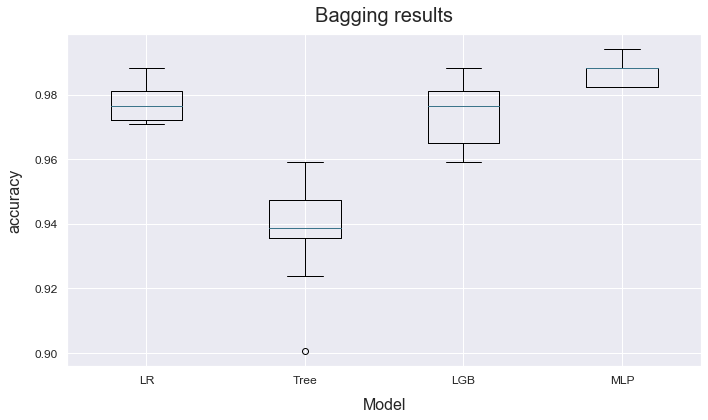 Bagging results
accuracy
0.98
0.96
0.94
0.92
0.90
LR Tree LGB MLP
Model